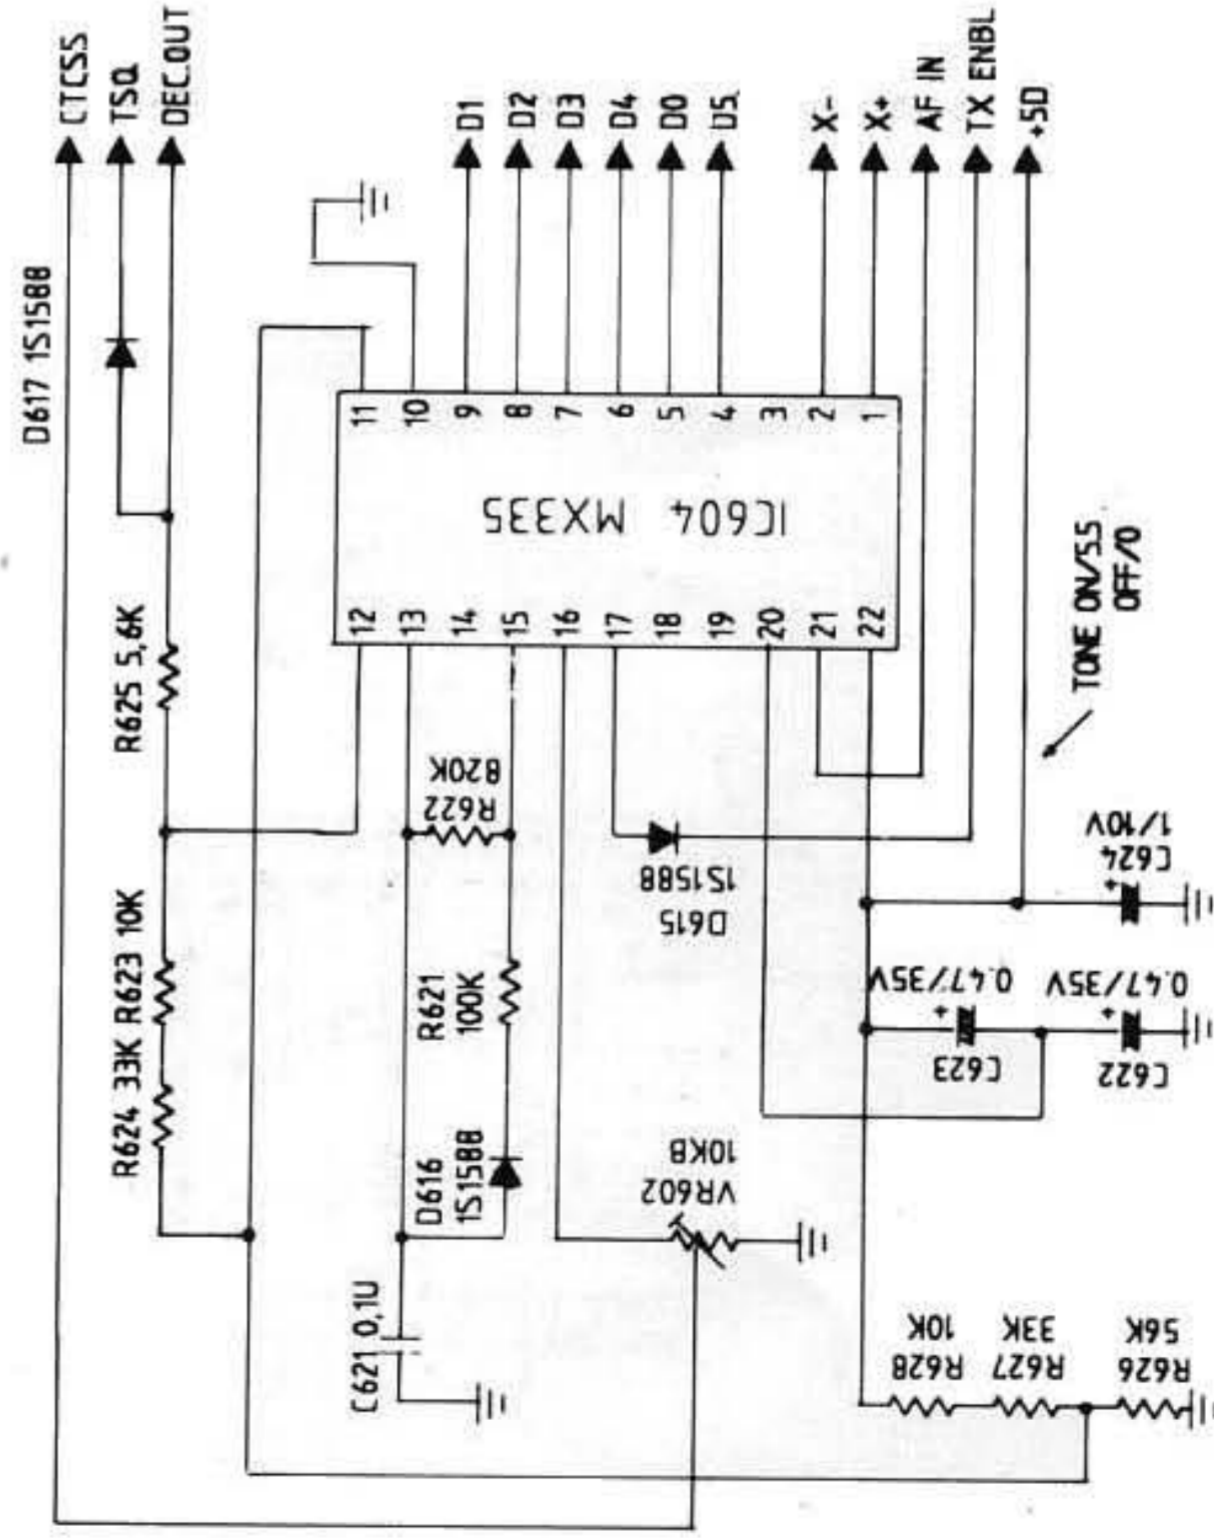 CTCSS
TSQ
DEC.OUT
D617 1S1588
D1
D2
D3
D4
D0
D5
X-
X+
AF IN
TX ENBL
+5D
11
10
9
8
7
6
5
4
3
2
1
IC604 MX335
12
13
14
15
16
17
18
19
20
21
22
TONE ON/5.5
OFF/0
R625 5,6K
R622
820K
D615
1S1588
C624
1/10V
+
R624 33K R623 10K
R621
100K
0.47/35V
+
C623
0.47/35V
+
C622
D616
1S1588
VR602
10KB
C621 0,1U
R628
10K
R627
33K
R626
56K